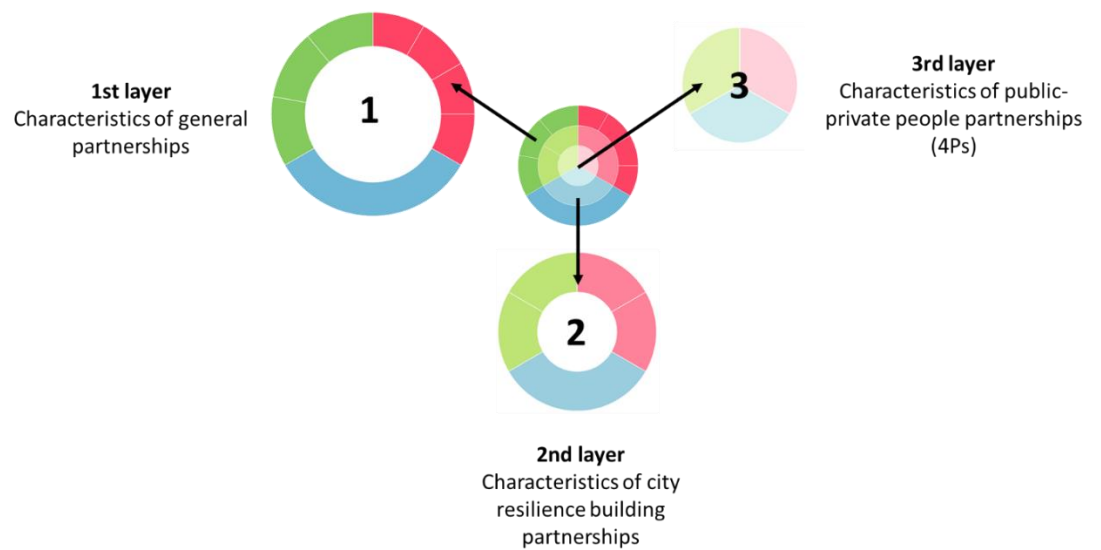 1st layer
Characteristics of general
partnerships
1
3
3rd layer
Characteristics of public-
private people partnerships
(4Ps)
2
2nd layer
Characteristics of city
resilience building
partnerships